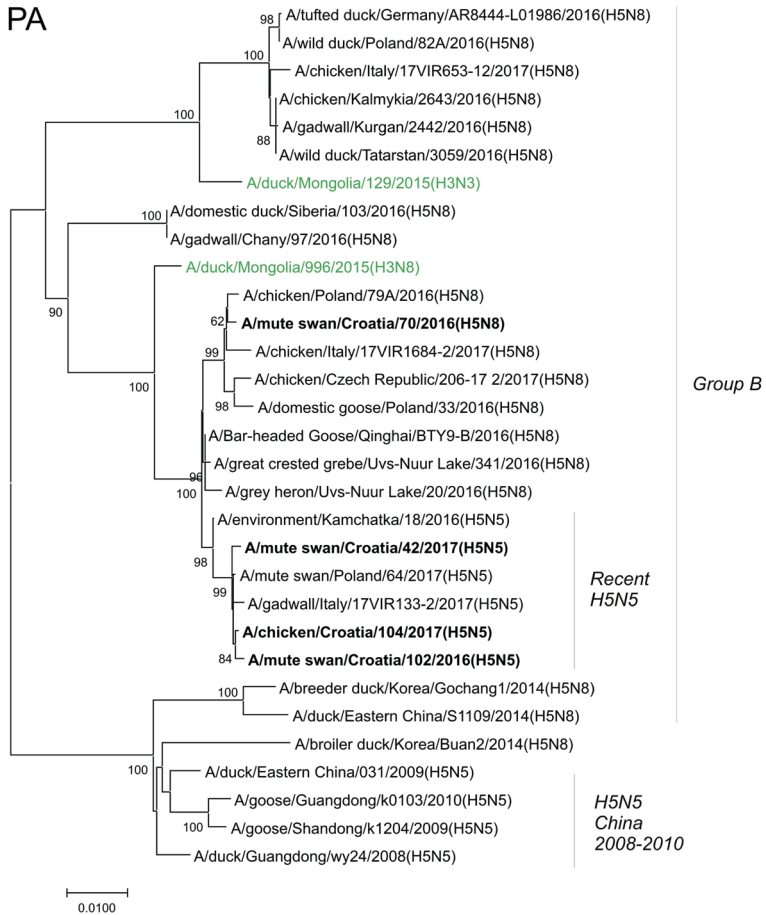 PA
98
A/tufted duck/Germany/AR8444-L01986/2016(H5N8)
A/wild duck/Poland/82A/2016(H5N8)
100
A/chicken/Italy/17VIR653-12/2017(H5N8)
A/chicken/Kalmykia/2643/2016(H5N8)
100
A/gadwall/Kurgan/2442/2016(H5N8)
88
A/wild duck/Tatarstan/3059/2016(H5N8)
A/duck/Mongolia/129/2015(H3N3)
100
A/domestic duck/Siberia/103/2016(H5N8)
A/gadwall/Chany/97/2016(H5N8)
A/duck/Mongolia/996/2015(H3N8)
90
A/chicken/Poland/79A/2016(H5N8)
62
A/mute swan/Croatia/70/2016(H5N8)
99
A/chicken/Italy/17VIR1684-2/2017(H5N8)
100
A/chicken/Czech Republic/206-17 2/2017(H5N8)
98
A/domestic goose/Poland/33/2016(H5N8)
Group B
A/Bar-headed Goose/Qinghai/BTY9-B/2016(H5N8)
A/great crested grebe/Uvs-Nuur Lake/341/2016(H5N8)
96
100
A/grey heron/Uvs-Nuur Lake/20/2016(H5N8)
A/environment/Kamchatka/18/2016(H5N5)
A/mute swan/Croatia/42/2017(H5N5)
98
A/mute swan/Poland/64/2017(H5N5)
99
A/gadwall/Italy/17VIR133-2/2017(H5N5)
Recent
H5N5
A/chicken/Croatia/104/2017(H5N5)
84
A/mute swan/Croatia/102/2016(H5N5)
100
A/breeder duck/Korea/Gochang1/2014(H5N8)
A/duck/Eastern China/S1109/2014(H5N8)
A/broiler duck/Korea/Buan2/2014(H5N8)
100
A/duck/Eastern China/031/2009(H5N5)
A/goose/Guangdong/k0103/2010(H5N5)
100
A/goose/Shandong/k1204/2009(H5N5)
A/duck/Guangdong/wy24/2008(H5N5)
H5N5
China
2008-2010
0.0100